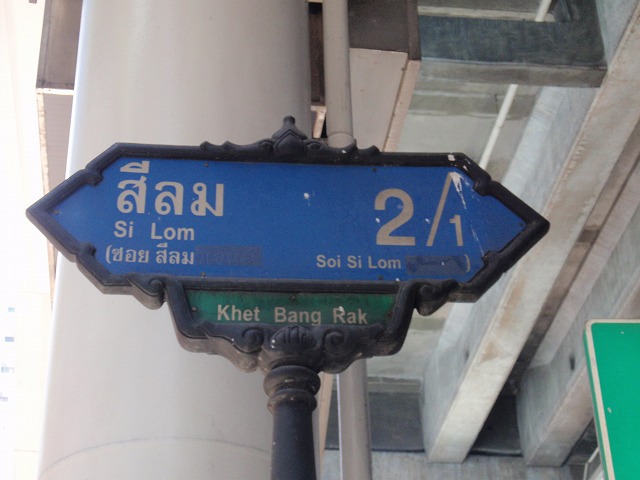 สีลม 2/1
Si Lom
(ซอย สีลม Soi Si Lom )
Khet Bang Rak